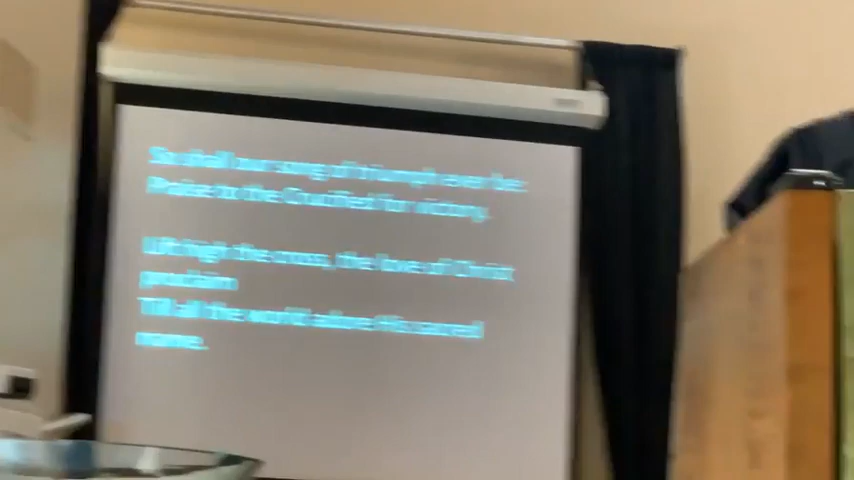 So shall our song of triumph ever be:
Praise to the Crucified for victory.
Lift high the cross, the love of Christ
proclaim
Till all the world adore His sacred
name.